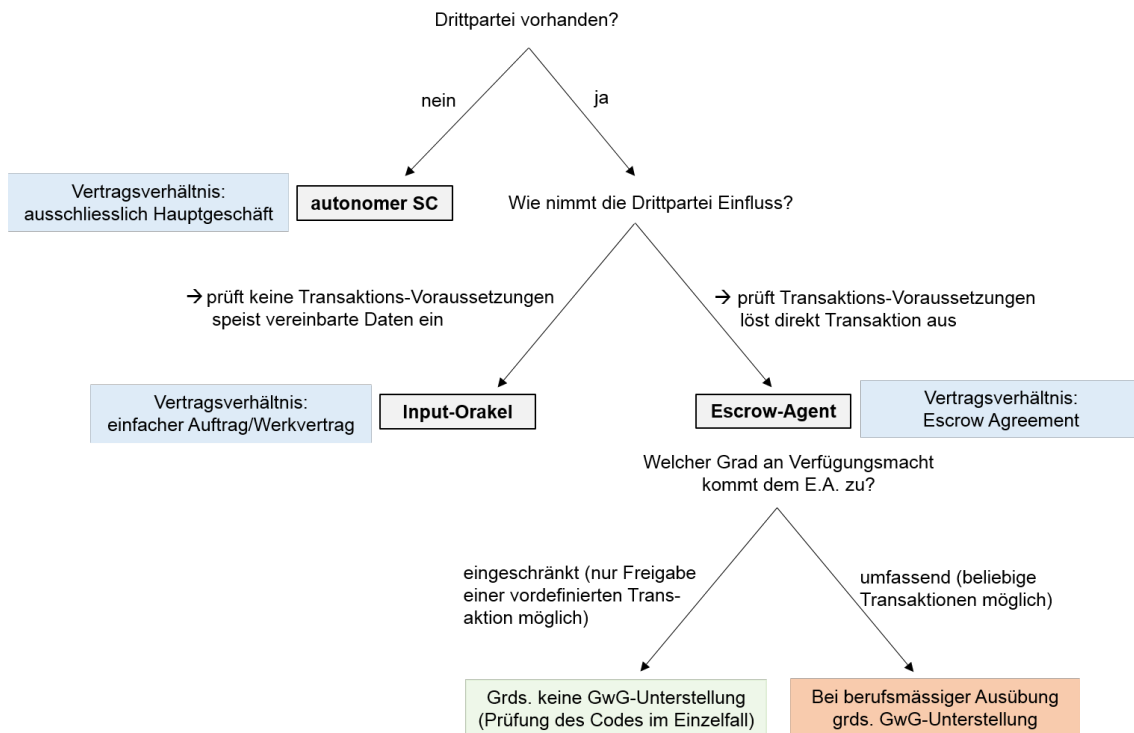 Drittpartei vorhanden?
nein
ja
Vertragsverhältnis:
ausschliesslich Hauptgeschäft
autonomer SC
Wie nimmt die Drittpartei Einfluss?
→ prüft keine Transaktions-Voraussetzungen
speist vereinbarte Daten ein
→ prüft Transaktions-Voraussetzungen
löst direkt Transaktion aus
Vertragsverhältnis:
einfacher Auftrag/Werkvertrag
Input-Orakel
Escrow-Agent
Vertragsverhältnis:
Escrow Agreement
Welcher Grad an Verfügungsmacht
kommt dem E.A. zu?
eingeschränkt (nur Freigabe
einer vordefinierten Trans-
aktion möglich)
umfassend (beliebige
Transaktionen möglich)
Grds. keine GwG-Unterstellung
(Prüfung des Codes im Einzelfall)
Bei berufsmässiger Ausübung
grds. GwG-Unterstellung